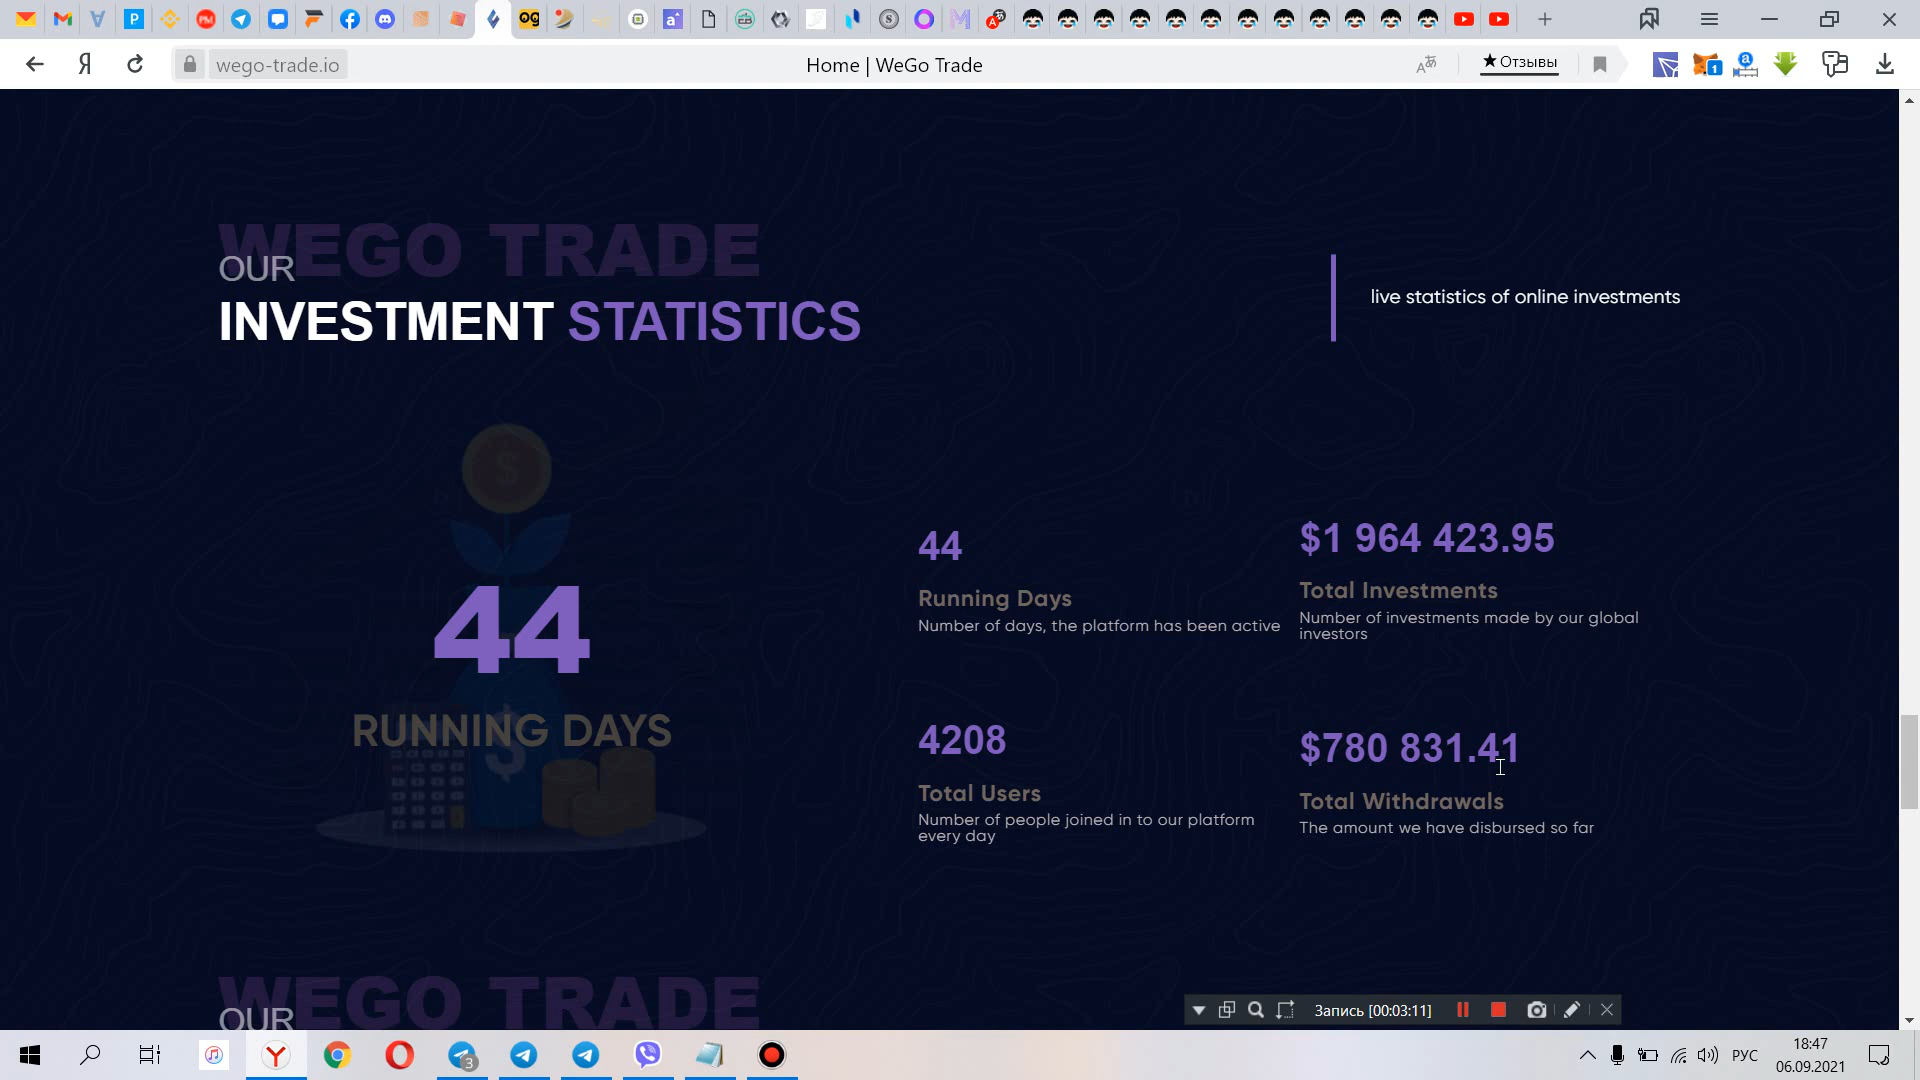 wego-trade.io
Home | WeGo Trade
★Отзывы
WEGO TRADE
OUR
INVESTMENT STATISTICS
live statistics of online investments
44
RUNNING DAYS
44
Running Days
Number of days, the platform has been active
$1 964 423.95
Total Investments
Number of investments made by our global
investors
4208
Total Users
Number of people joined in to our platform
every day
$780 831.41
Total Withdrawals
The amount we have disbursed so far
WEGO TRADE
OUR
Запись [00:03:11]
3
РУС
18:47
06.09.2021